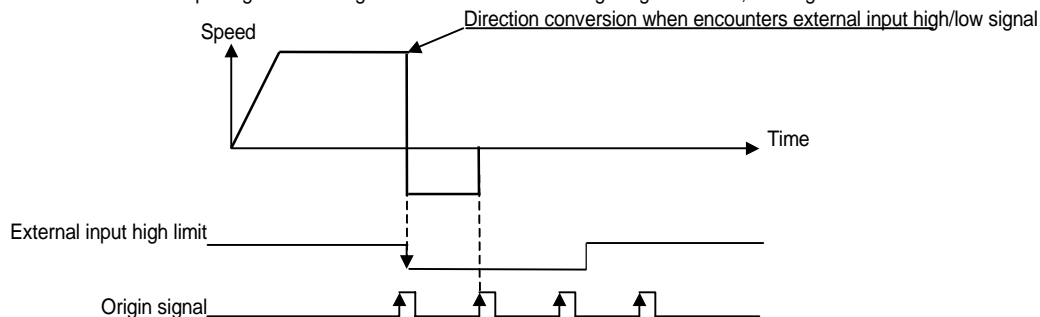 Direction conversion when encounters external input high/low signal
Speed
Time
External input high limit
Origin signal